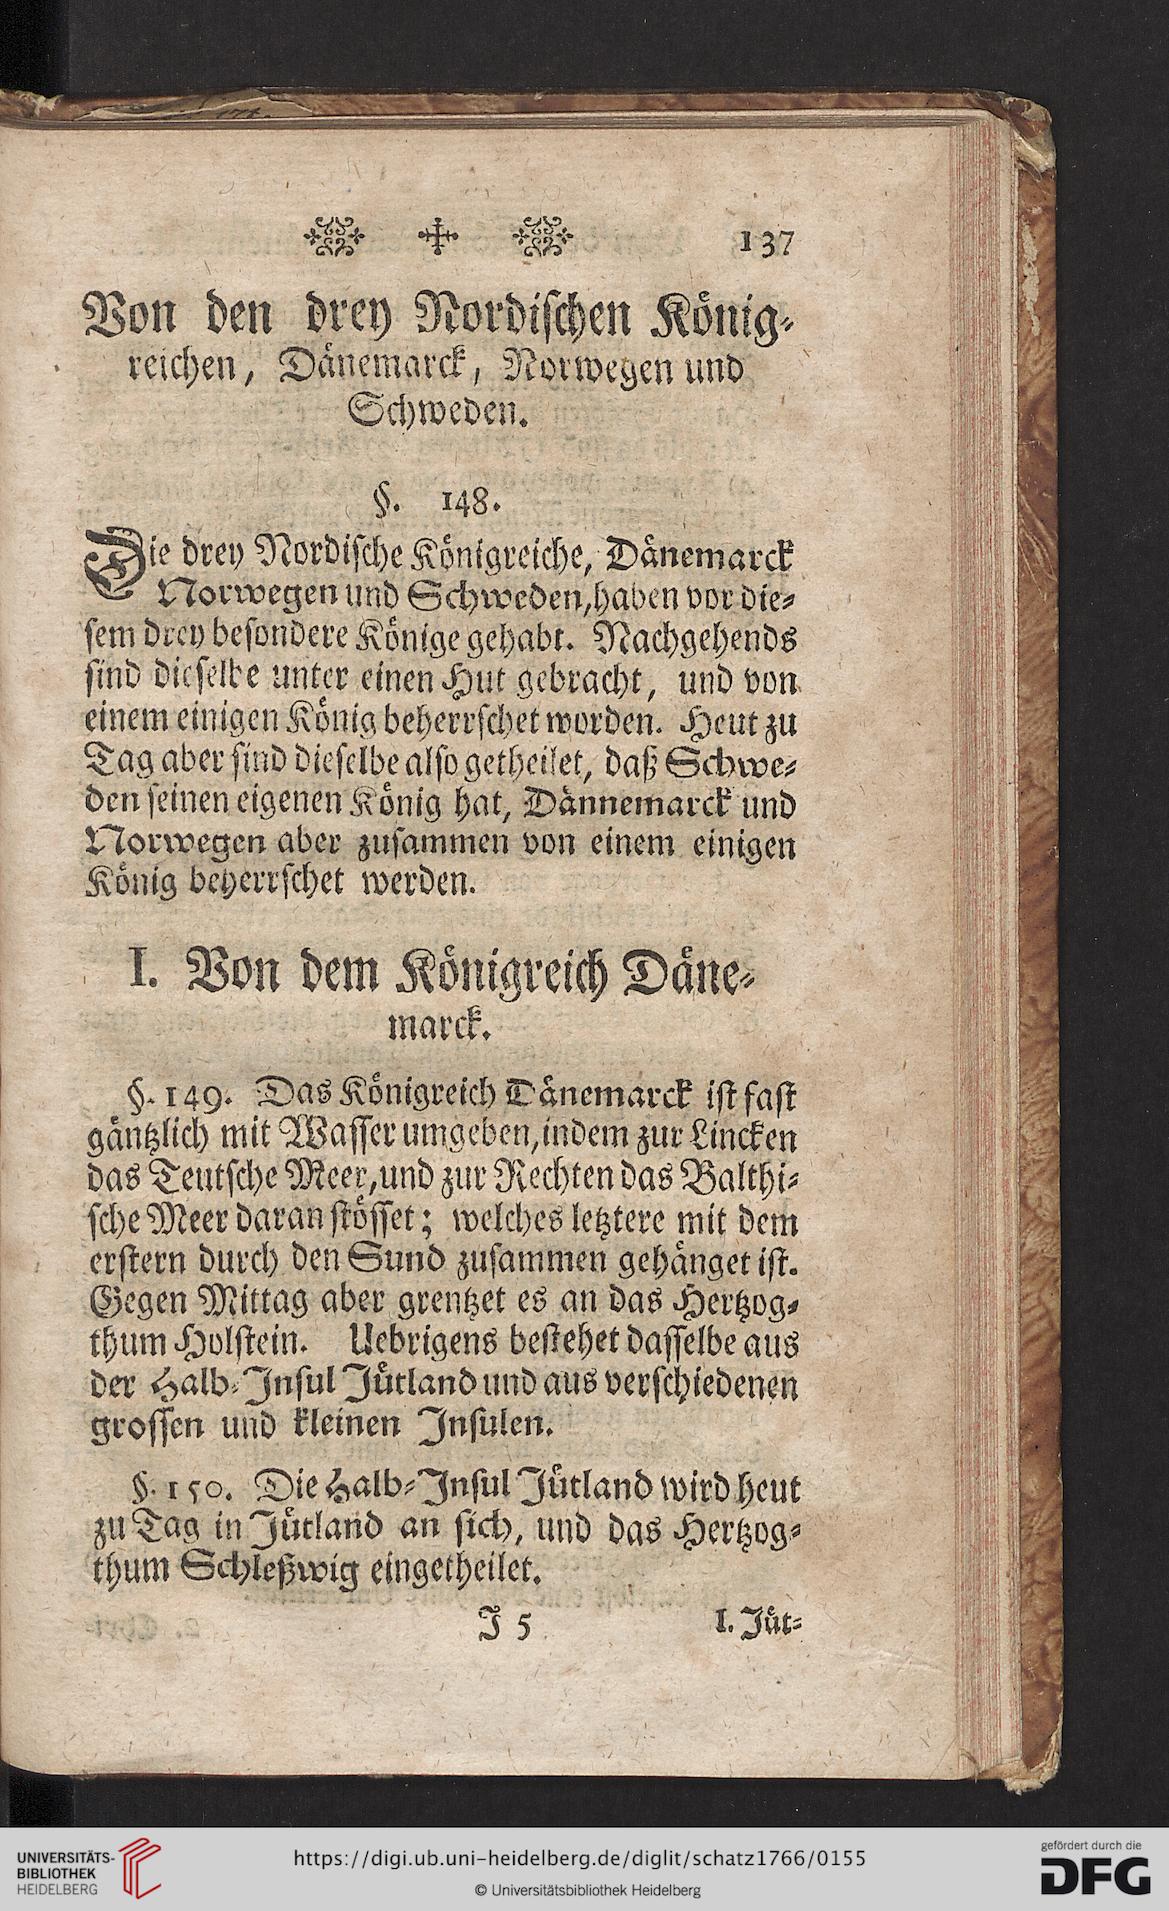 137
Von den drey Nordischen König-
reichen, Dänemarck, Norwegen und
Schweden.
§. 148.
Die drey Nordische Königreiche, Dänemarck
Norwegen und Schweden, haben vor die-
sem drey besondere Könige gehabt. Nachgehends
sind dieselbe unter einen Hut gebracht, und von
einem einigen König beherrschet worden. Heut zu
Tag aber sind dieselbe also getheilet, daß Schwe-
den seinen eigenen König hat, Dännemarck und
Norwegen aber zusammen von einem einigen
König beherrschet werden.
I. Von dem Königreich Däne-
marck.
§. 149. Das Königreich Dänemarck ist fast
gäntzlich mit Wasser umgeben, indem zur Lincken
das Teutsche Meer, und zur Rechten das Balthi-
sche Meer daran stösset; welches letztere mit dem
erstern durch den Sund zusammen gehänget ist.
Gegen Mittag aber grentzet es an das Hertzog-
thum Holstein. Uebrigens bestehet dasselbe aus
der Halb-Insul Jütland und aus verschiedenen
grossen und kleinen Insulen.
§. 150. Die Halb-Insul Jütland wird heut
zu Tag in Jütland an sich, und das Hertzog-
thum Schleßwig eingetheilet.
J 5 I. Jüt-
UNIVERSITÄTS-
BIBLIOTHEK
HEIDELBERG
https://digi.ub.uni-heidelberg.de/diglit/schatz1766/0155
© Universitätsbibliothek Heidelberg
gefördert durch die
DFG